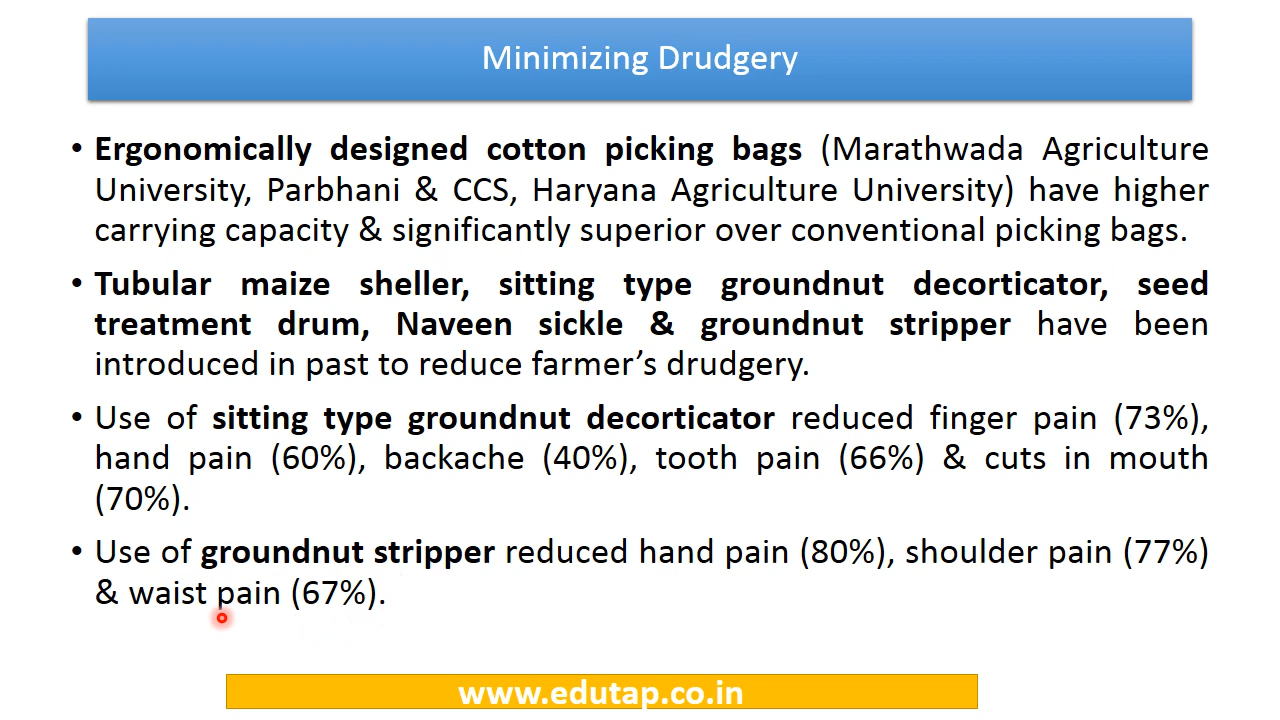 Minimizing Drudgery
• Ergonomically designed cotton picking bags (Marathwada Agriculture
University, Parbhani & CCS, Haryana Agriculture University) have higher
carrying capacity & significantly superior over conventional picking bags.
• Tubular maize sheller, sitting type groundnut decorticator, seed
treatment drum, Naveen sickle & groundnut stripper have been
introduced in past to reduce farmer’s drudgery.
• Use of sitting type groundnut decorticator reduced finger pain (73%),
hand pain (60%), backache (40%), tooth pain (66%) & cuts in mouth
(70%).
• Use of groundnut stripper reduced hand pain (80%), shoulder pain (77%)
& waist pain (67%).
www.edutap.co.in